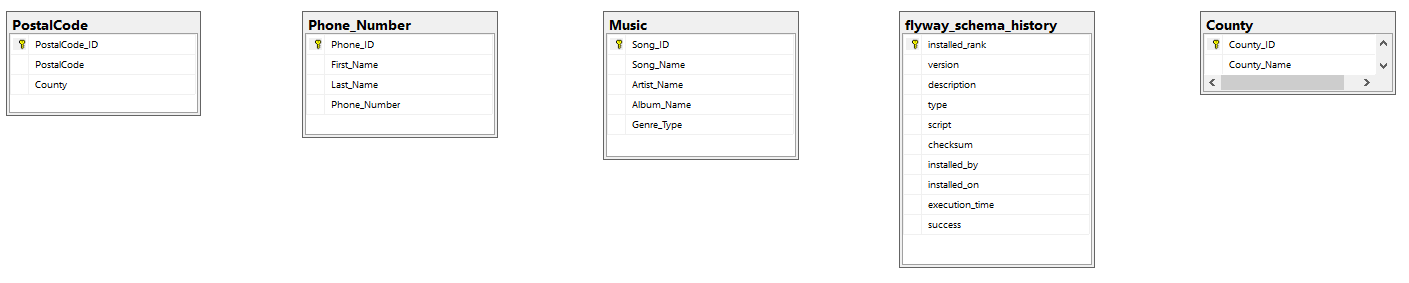 PostalCode
PostalCode_ID
PostalCode
County
Phone_Number
Phone_ID
First_Name
Last_Name
Phone_Number
Music
Song_ID
Song_Name
Artist_Name
Album_Name
Genre_Type
flyway_schema_history
installed_rank
version
description
type
script
checksum
installed_by
installed_on
execution_time
success
County
County_ID
County_Name